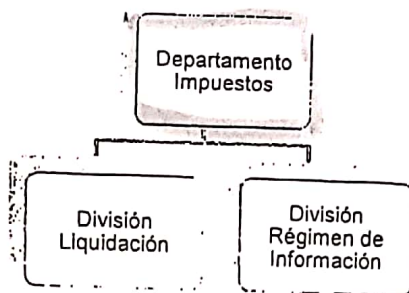 Departamento
Impuestos
División
Liquidación
División
Régimen de
Información